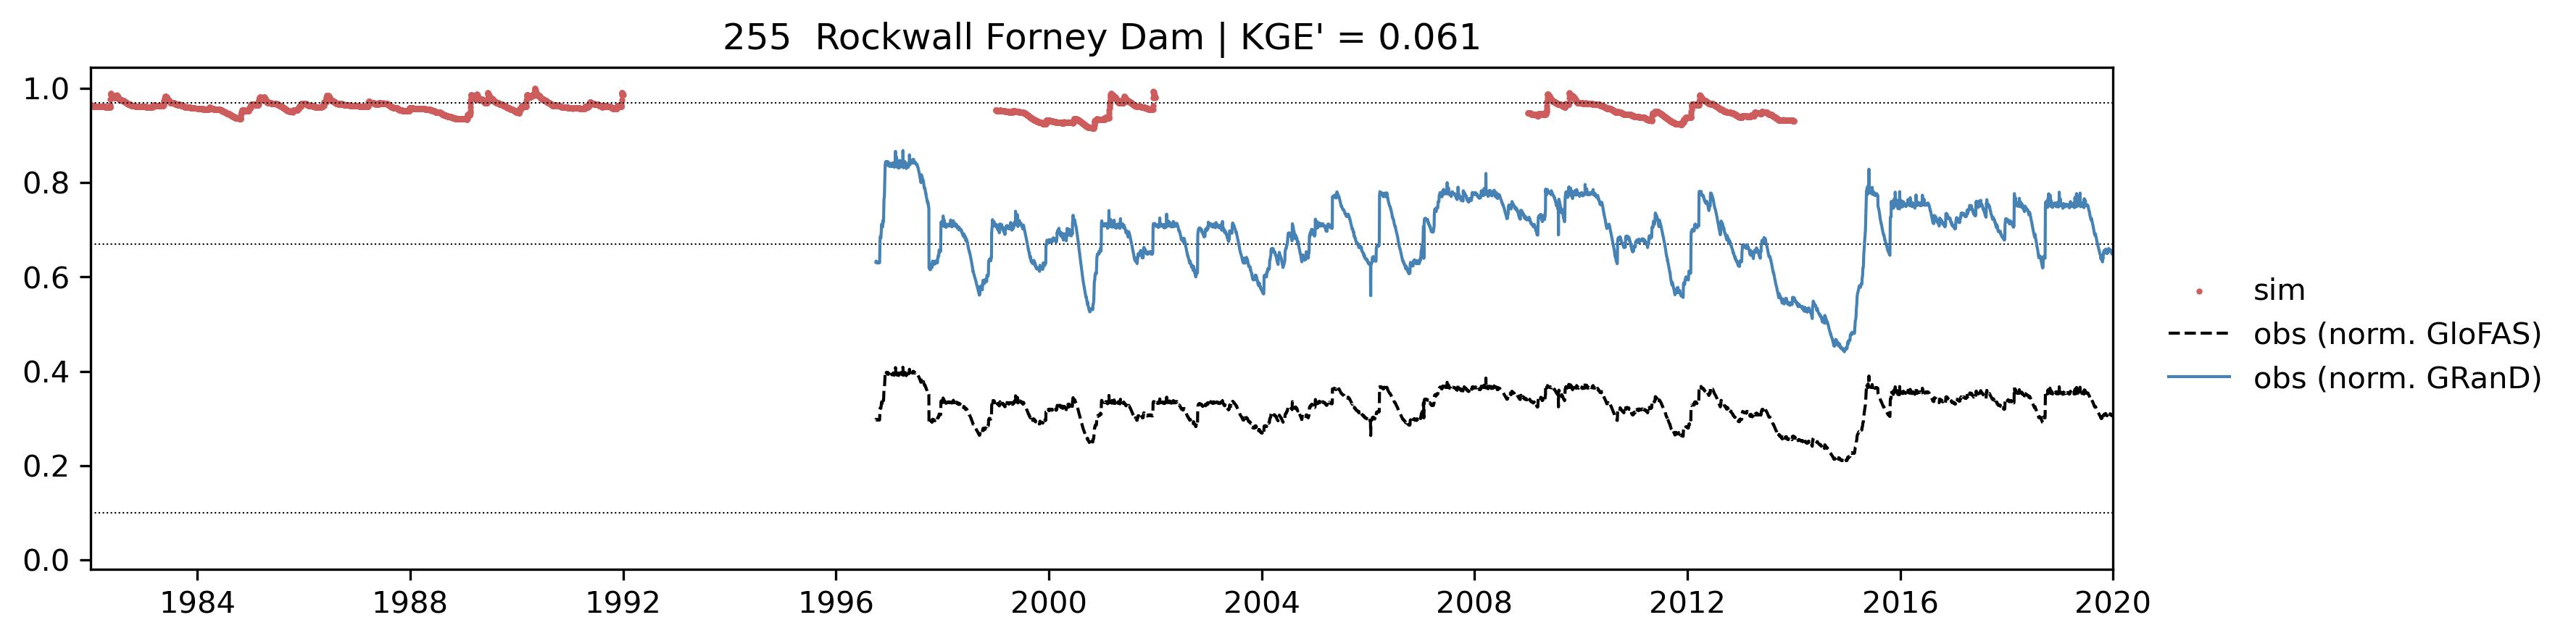 255  Rockwall Forney Dam | KGE' = 0.061
1.0
0.8
0.6
0.4
0.2
0.0
1984 1988 1992 1996 2000 2004 2008 2012 2016 2020
sim
obs (norm. GloFAS)
obs (norm. GRanD)